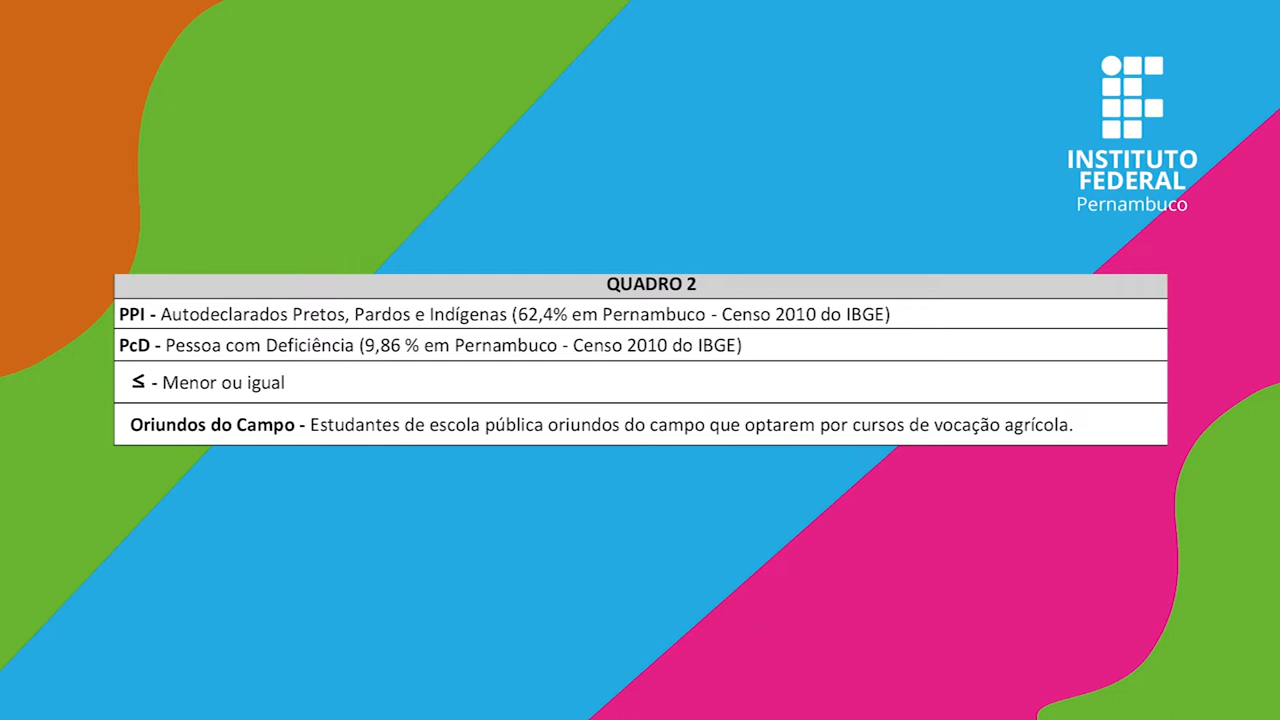 INSTITUTO
FEDERAL
Pernambuco
QUADRO 2
PPI - Autodeclarados Pretos, Pardos e Indígenas (62,4% em Pernambuco - Censo 2010 do IBGE)
PcD - Pessoa com Deficiência (9,86 % em Pernambuco - Censo 2010 do IBGE)
≤ - Menor ou igual
Oriundos do Campo - Estudantes de escola pública oriundos do campo que optarem por cursos de vocação agrícola.